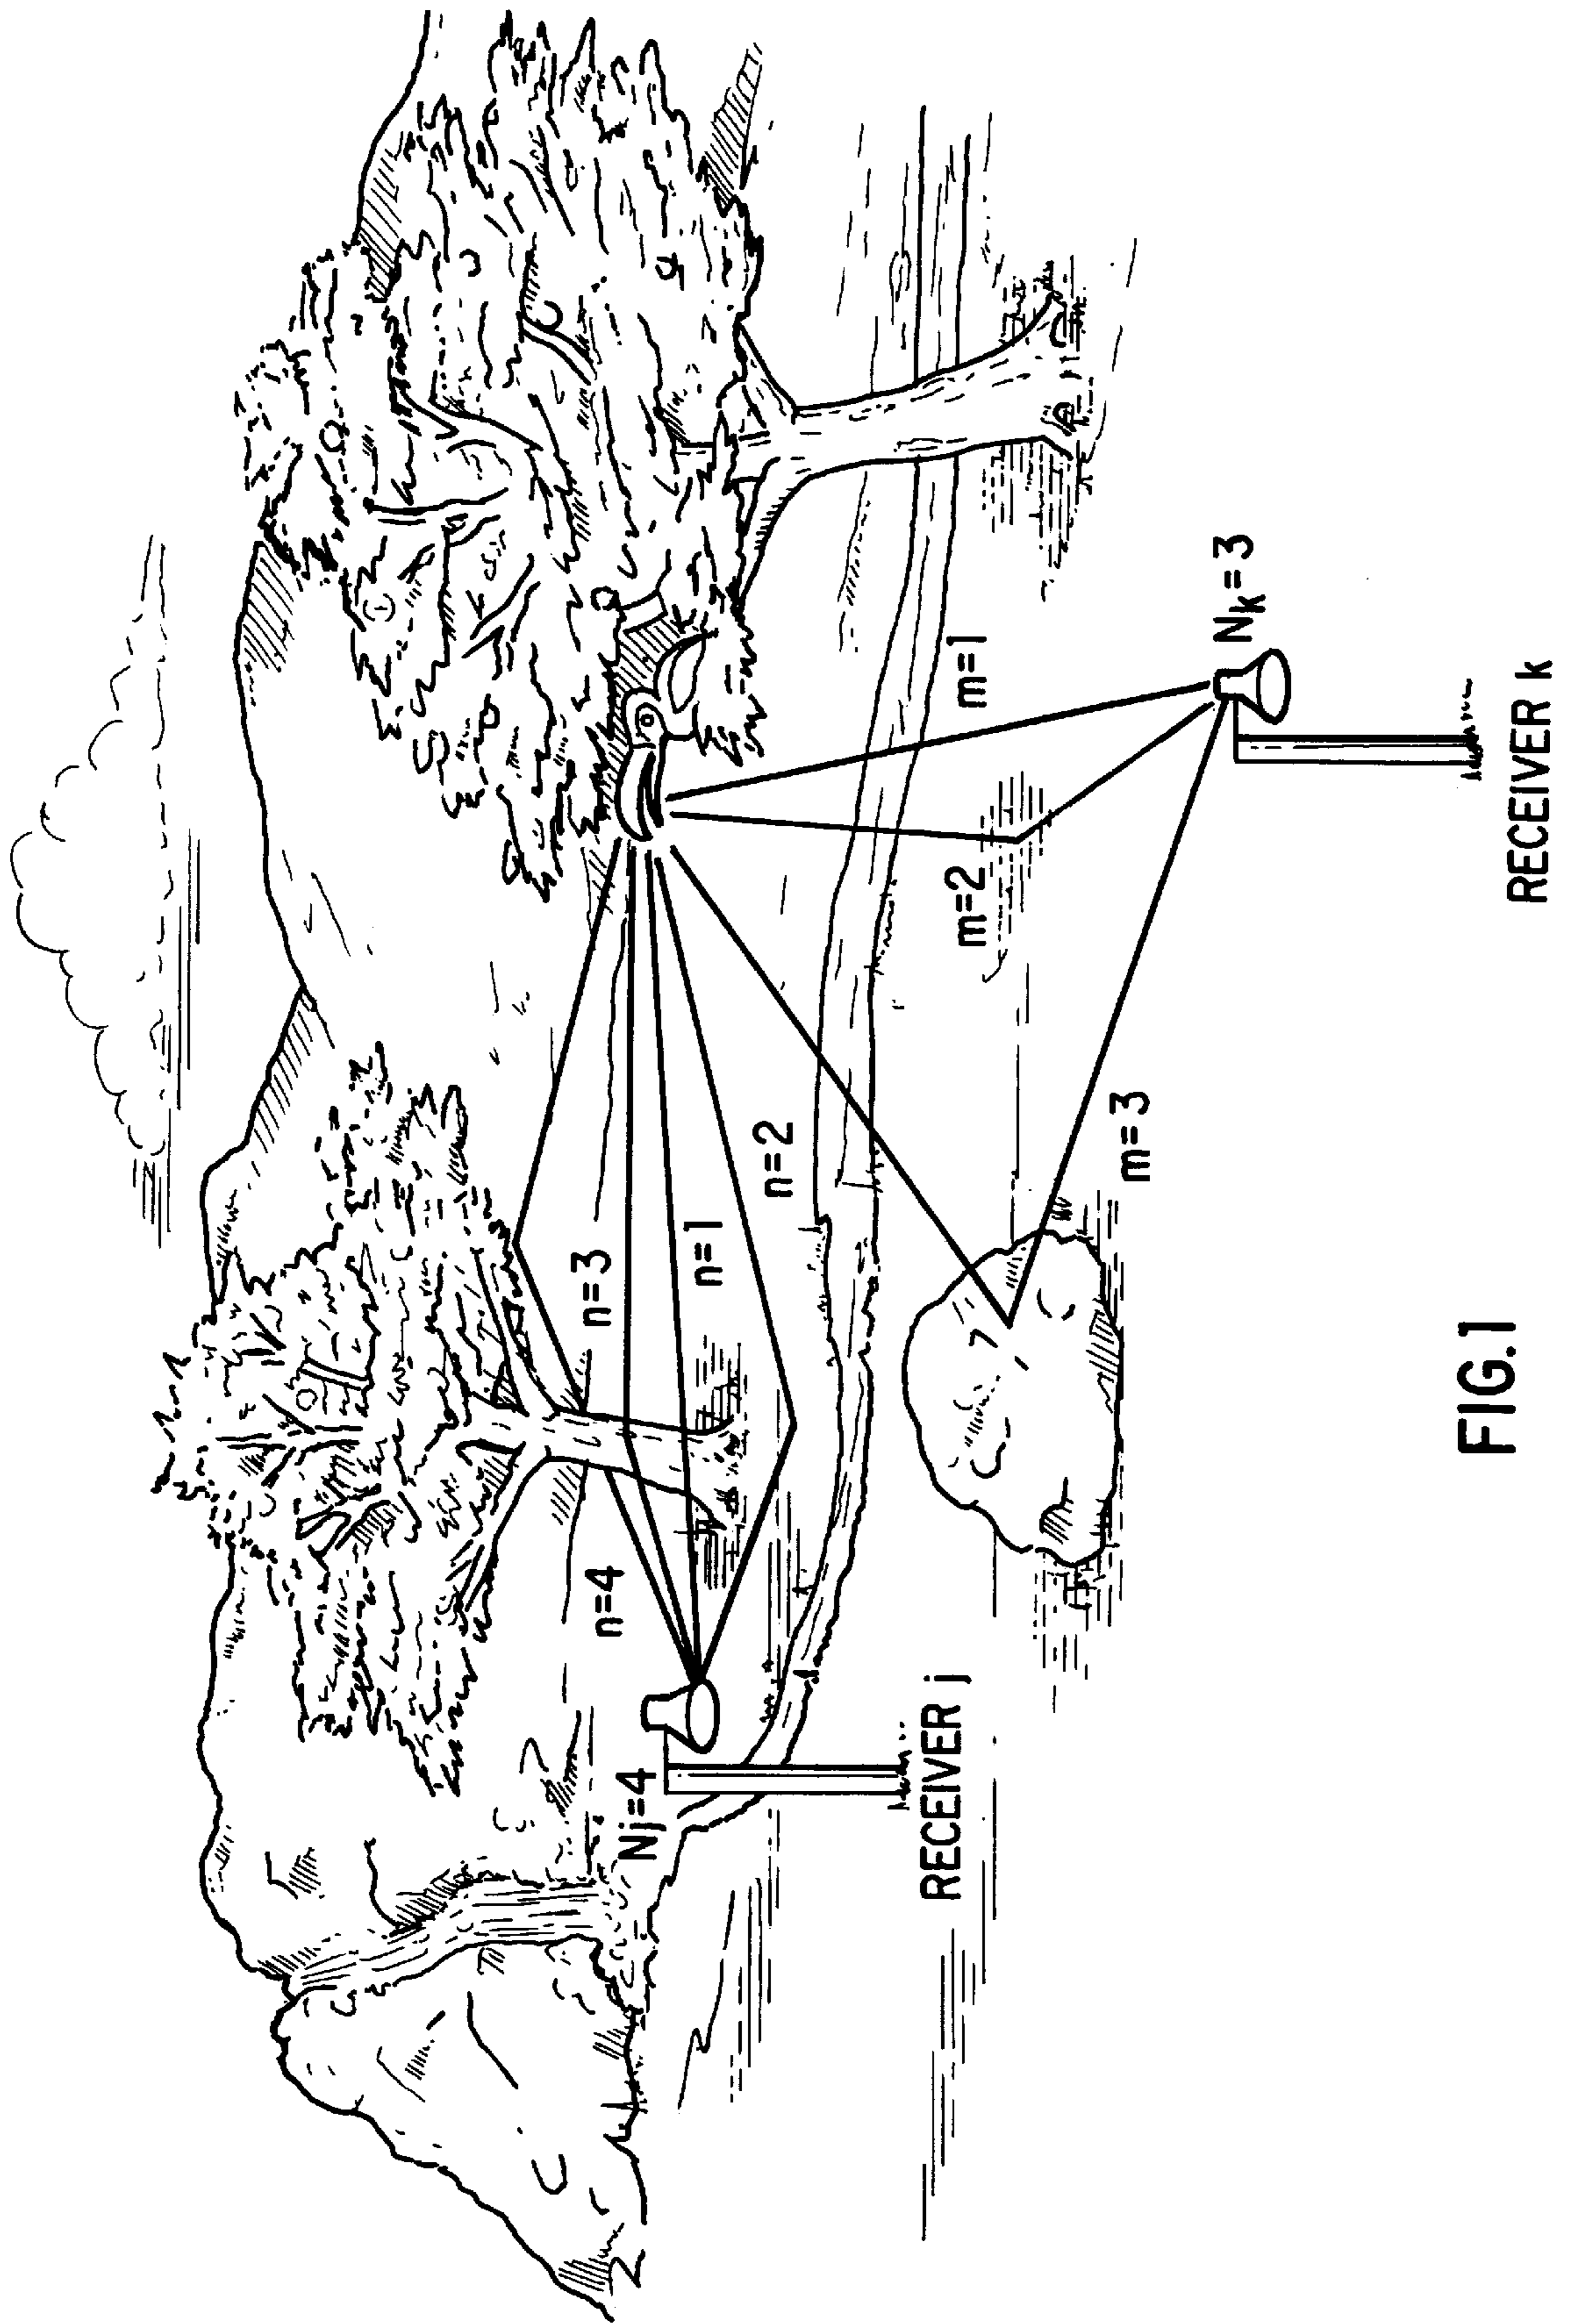 Nj=4
n=4
n=3
n=1
n=2
RECEIVER j
m=3
m=2
m=1
Nk=3
RECEIVER k
FIG.1